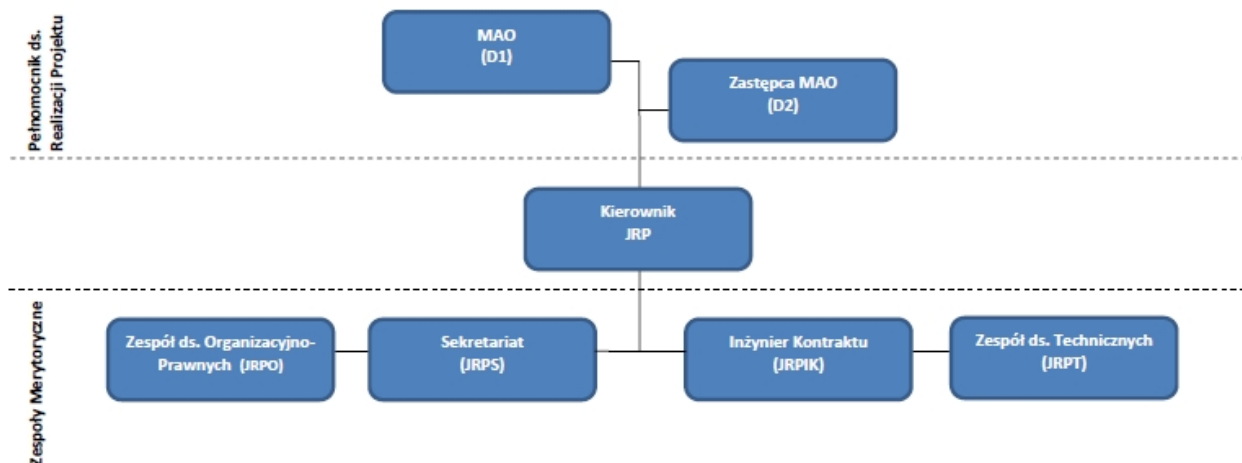 Pełnomocnik ds.
Realizacji Projektu
MAO
(D1)
Zastępca MAO
(D2)
Kierownik
JRP
Zespoły Merytoryczne
Zespół ds. Organizacyjno-
Prawnych (JRPO)
Sekretariat
(JRPS)
Inżynier Kontraktu
(JRPIK)
Zespół ds. Technicznych
(JRPT)